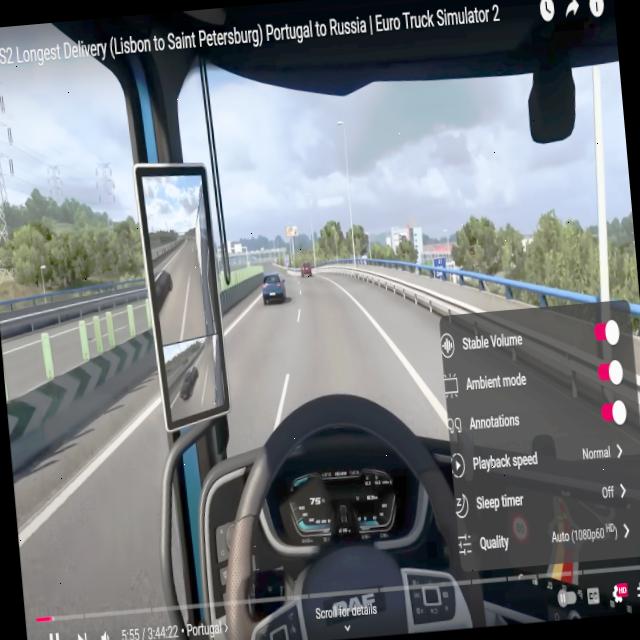 S2 Longest Delivery (Lisbon to Saint Petersburg) Portugal to Russia | Euro Truck Simulator 2
Stable Volume
Ambient mode
Annotations
Playback speed Normal
Sleep timer Off
Quality Auto (1080p60 HD)
75
DAF
Scroll for details
5:55 / 3:44:22 • Portugal
HD